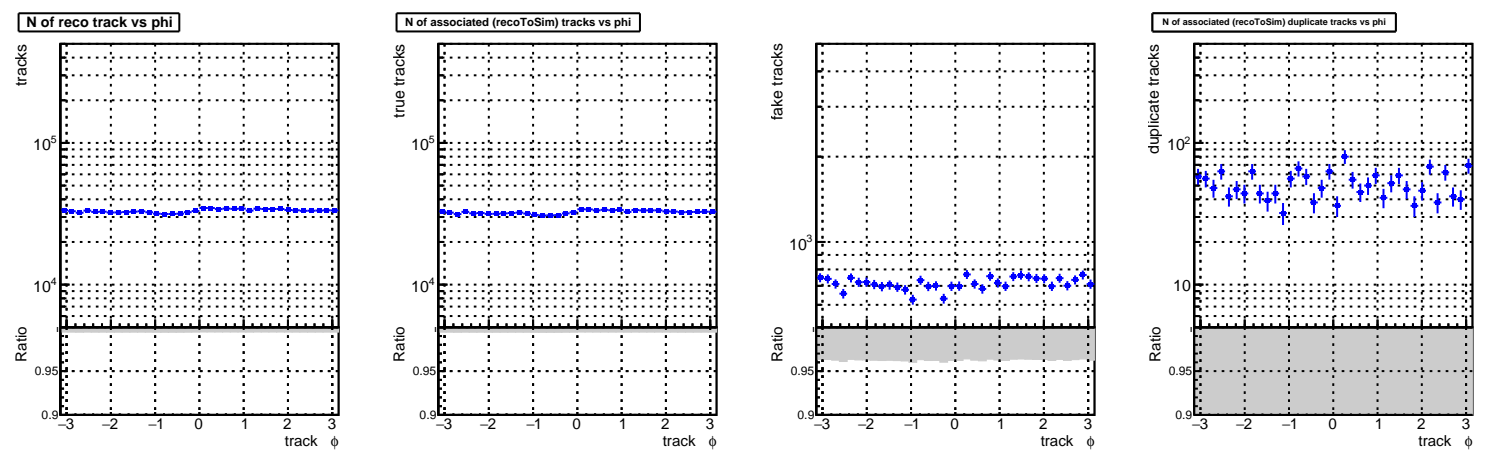 N of reco track vs phi
tracks
10^5
10^4
Ratio
1
0.95
0.9
−3 −2 −1 0 1 2 3
track ϕ
N of associated (recoToSim) tracks vs phi
true tracks
10^5
10^4
Ratio
1
0.95
0.9
−3 −2 −1 0 1 2 3
track ϕ
fake tracks
10^3
Ratio
1
0.95
0.9
−3 −2 −1 0 1 2 3
track ϕ
N of associated (recoToSim) duplicate tracks vs phi
duplicate tracks
10^2
10
Ratio
1
0.95
0.9
−3 −2 −1 0 1 2 3
track ϕ